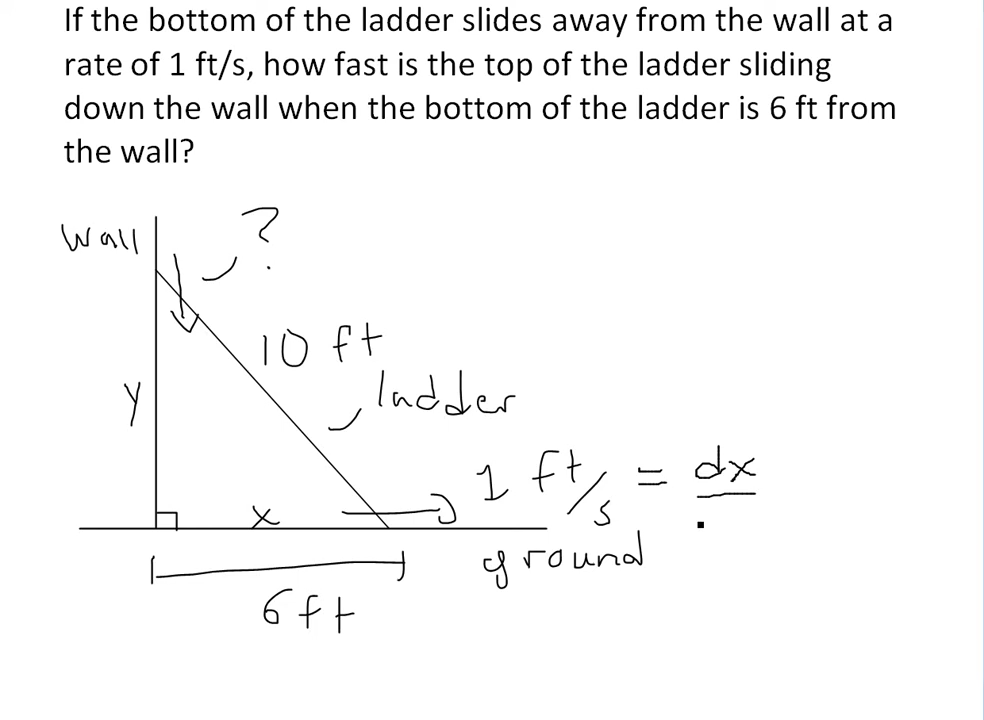 If the bottom of the ladder slides away from the wall at a
rate of 1 ft/s, how fast is the top of the ladder sliding
down the wall when the bottom of the ladder is 6 ft from
the wall?
Wall
?
10 ft
y
ladder
1 ft/s = dx
x
ground
6 ft